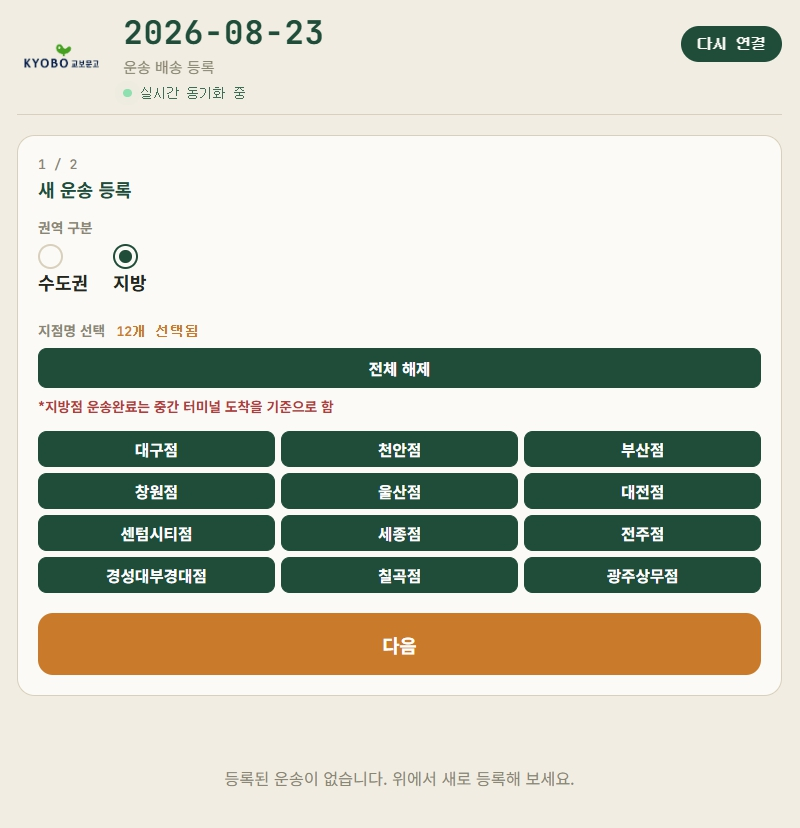 KYOBO 교보문고
2026-08-23
운송 배송 등록
실시간 동기화 중
다시 연결
1 / 2
새 운송 등록
권역 구분
수도권 지방
지점명 선택 12개 선택됨
전체 해제
*지방점 운송완료는 중간 터미널 도착을 기준으로 함
대구점 천안점 부산점
창원점 울산점 대전점
센텀시티점 세종점 전주점
경성대부경대점 칠곡점 광주상무점
다음
등록된 운송이 없습니다. 위에서 새로 등록해 보세요.